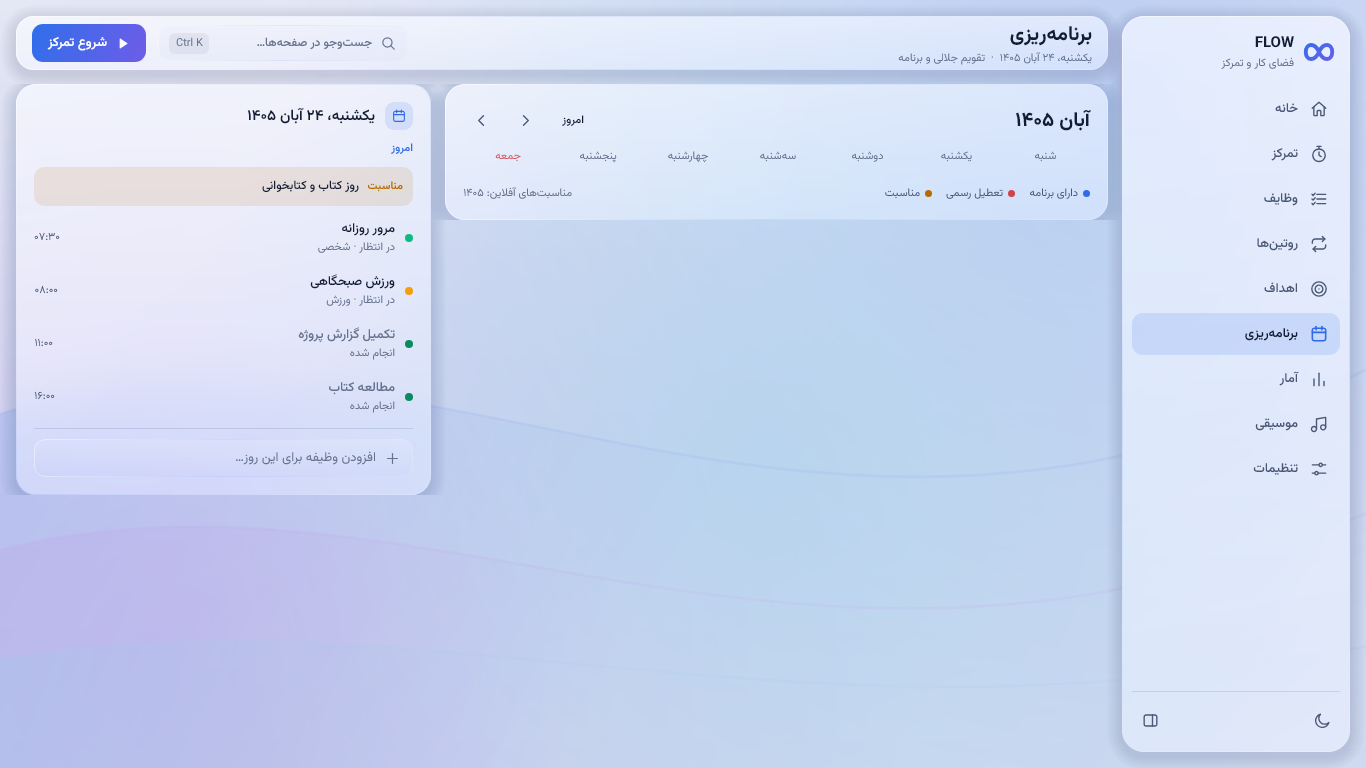 FLOW
فضای کار و تمرکز
خانه
تمرکز
وظایف
روتین‌ها
اهداف
برنامه‌ریزی
آمار
موسیقی
تنظیمات
برنامه‌ریزی
یکشنبه، ۲۴ آبان ۱۴۰۵ · تقویم جلالی و برنامه
جست‌وجو در صفحه‌ها...
Ctrl K
شروع تمرکز
آبان ۱۴۰۵
امروز
شنبه یکشنبه دوشنبه سه‌شنبه چهارشنبه پنجشنبه جمعه
دارای برنامه تعطیل رسمی مناسبت
مناسبت‌های آفلاین: ۱۴۰۵
یکشنبه، ۲۴ آبان ۱۴۰۵
امروز
مناسبت روز کتاب و کتابخوانی
مرور روزانه
در انتظار · شخصی
۰۷:۳۰
ورزش صبحگاهی
در انتظار · ورزش
۰۸:۰۰
تکمیل گزارش پروژه
انجام شده
۱۱:۰۰
مطالعه کتاب
انجام شده
۱۶:۰۰
افزودن وظیفه برای این روز...